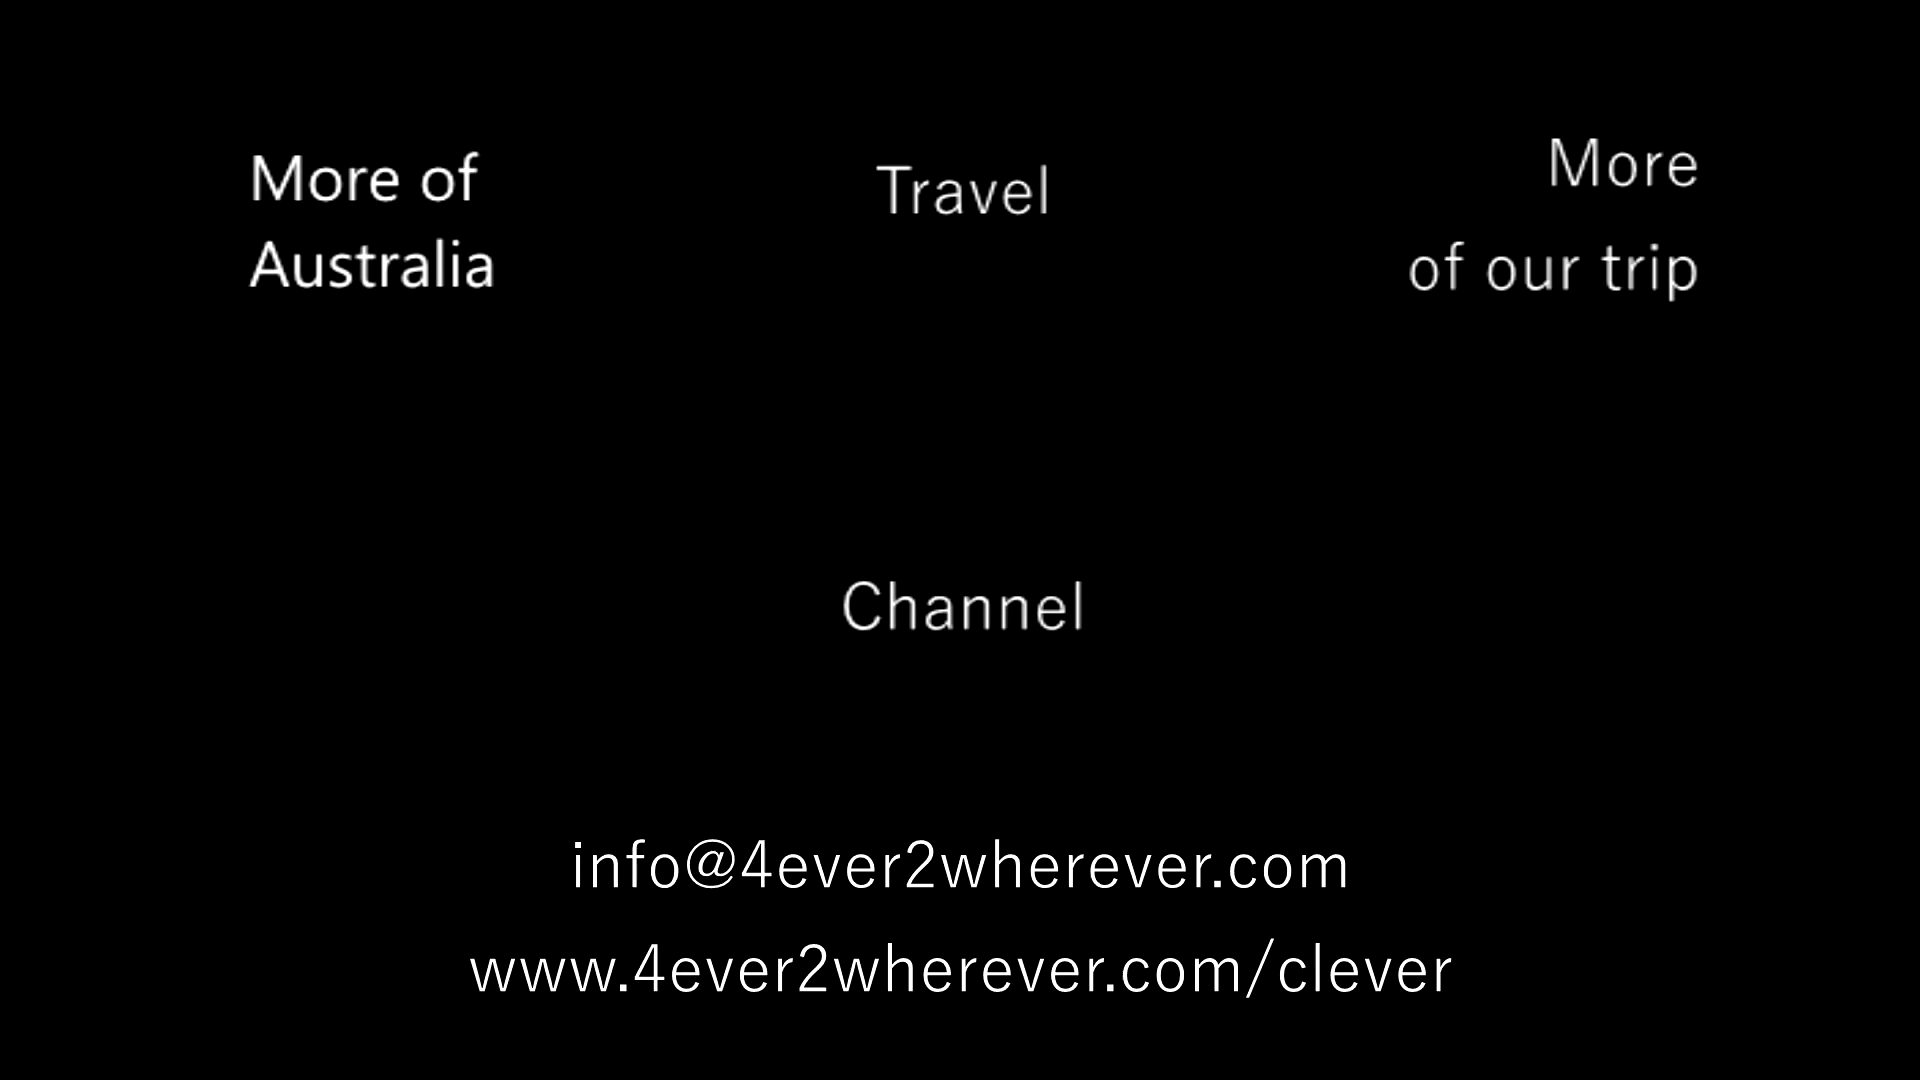 More of
Australia
Travel
More
of our trip
Channel
info@4ever2wherever.com
www.4ever2wherever.com/clever